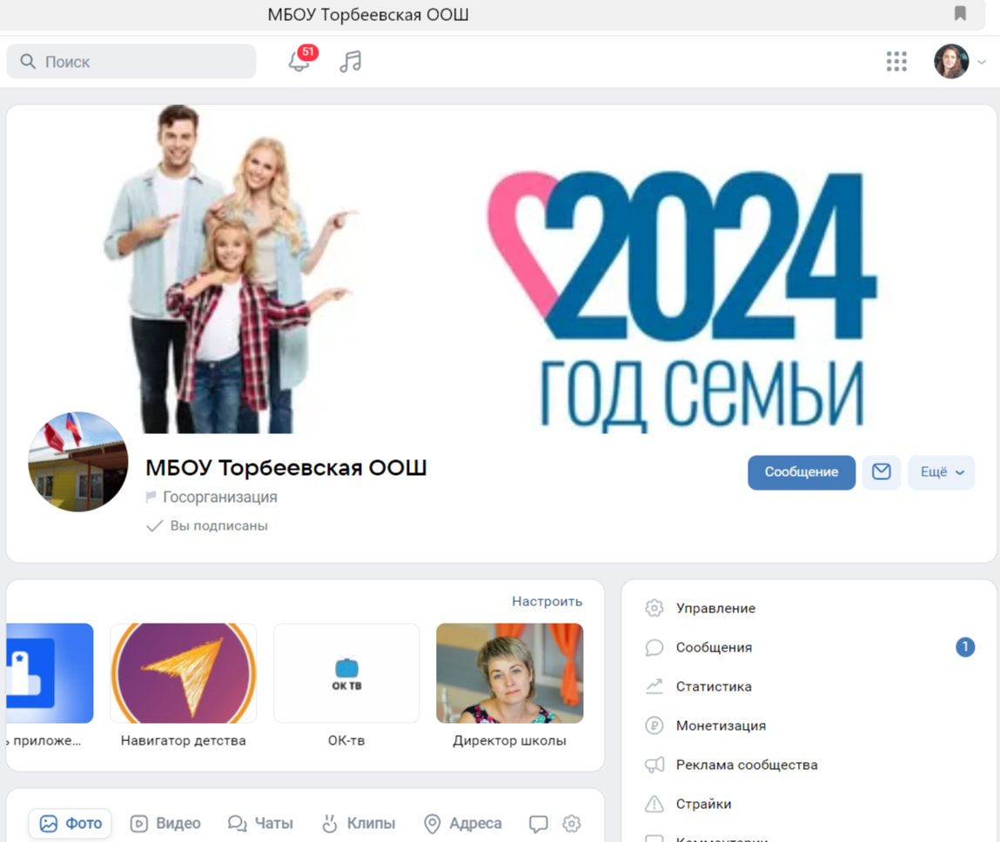 МБОУ Торбеевская ООШ
Поиск
51
2024
ГОД СЕМЬИ
МБОУ Торбеевская ООШ
Госорганизация
Вы подписаны
Сообщение
Ещё
Настроить
ОК ТВ
ь приложе...
Навигатор детства
ОК-тв
Директор школы
Фото
Видео
Чаты
Клипы
Адреса
Управление
Сообщения
1
Статистика
Монетизация
Реклама сообщества
Страйки
Комментарии